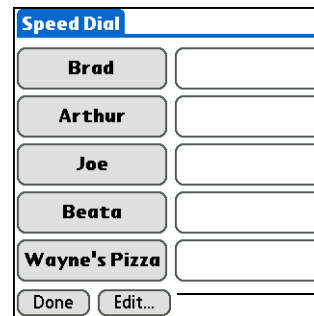 Speed Dial
Brad
Arthur
Joe
Beata
Wayne's Pizza
Done Edit...